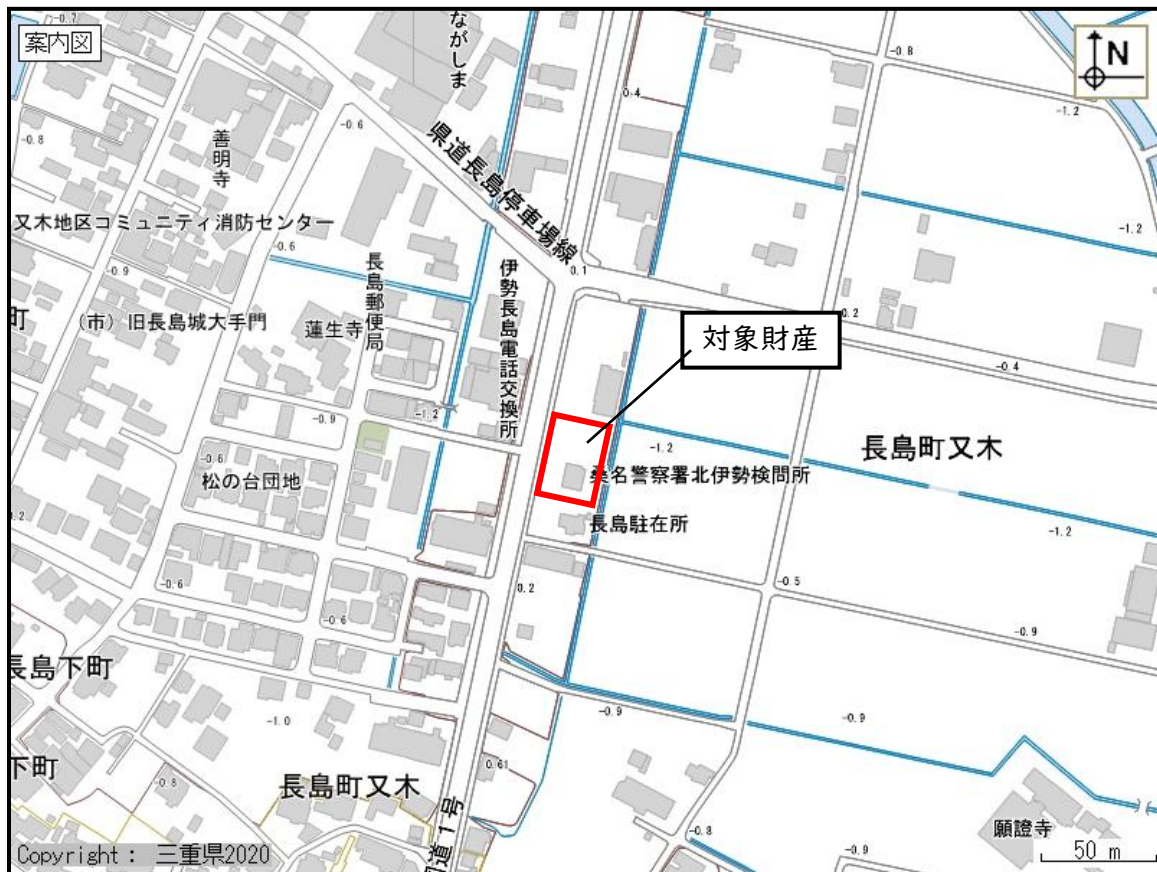 案内図
-0.7
ながしま
-0.8
N
0.4
-1.2
-0.6
-0.8
善明寺
県道長島停車場線
又木地区コミュニティ消防センター
-0.6
-1.2
-0.9
長島郵便局
伊勢長島電話交換所
0.1
町
(市)旧長島城大手門
蓮生寺
0.2
対象財産
-0.4
-1.2
-0.9
-1.2
長島町又木
-0.6
松の台団地
桑名警察署北伊勢検問所
1.2
長島駐在所
-1.2
-0.6
-0.5
0.2
-0.6
-0.9
長島下町
-0.9
-0.9
-1.0
下町
0.61
-0.8
長島町又木
国道1号
-0.8
願證寺
-0.9
50 m
Copyright : 三重県2020